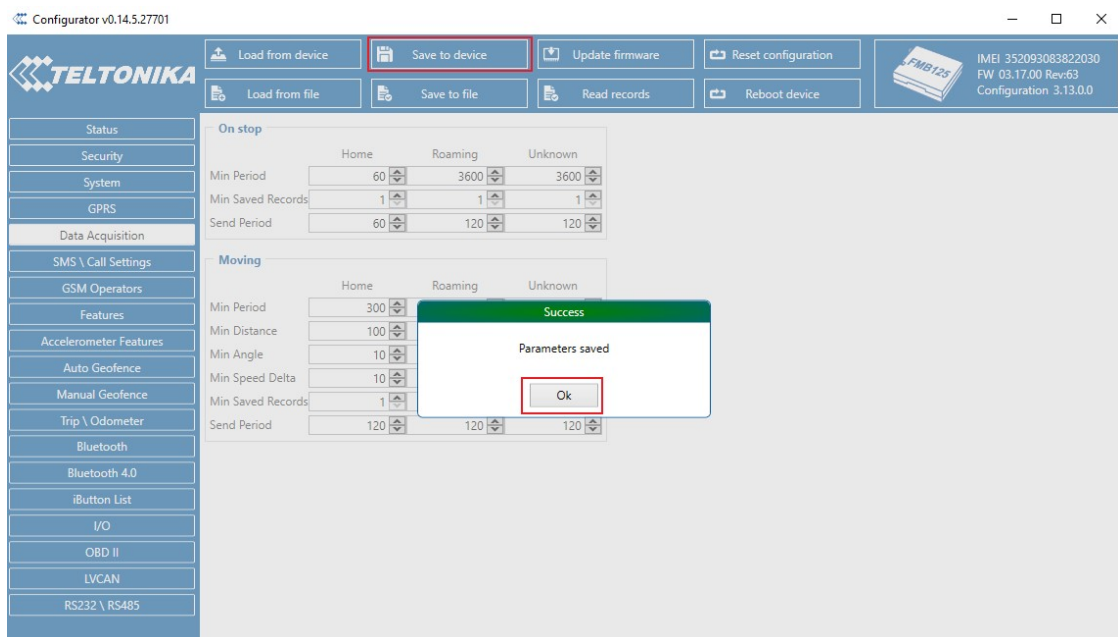 Configurator v0.14.5.27701
TELTONIKA
Load from device
Save to device
Update firmware
Reset configuration
Load from file
Save to file
Read records
Reboot device
FMB125
IMEI 352093083822030
FW 03.17.00 Rev:63
Configuration 3.13.0.0
Status
Security
System
GPRS
Data Acquisition
SMS \ Call Settings
GSM Operators
Features
Accelerometer Features
Auto Geofence
Manual Geofence
Trip \ Odometer
Bluetooth
Bluetooth 4.0
iButton List
I/O
OBD II
LVCAN
RS232 \ RS485
On stop
Home Roaming Unknown
Min Period 60 3600 3600
Min Saved Records 1 1 1
Send Period 60 120 120
Moving
Home Roaming Unknown
Min Period 300
Min Distance 100
Min Angle 10
Min Speed Delta 10
Min Saved Records 1
Send Period 120 120 120
Success
Parameters saved
Ok